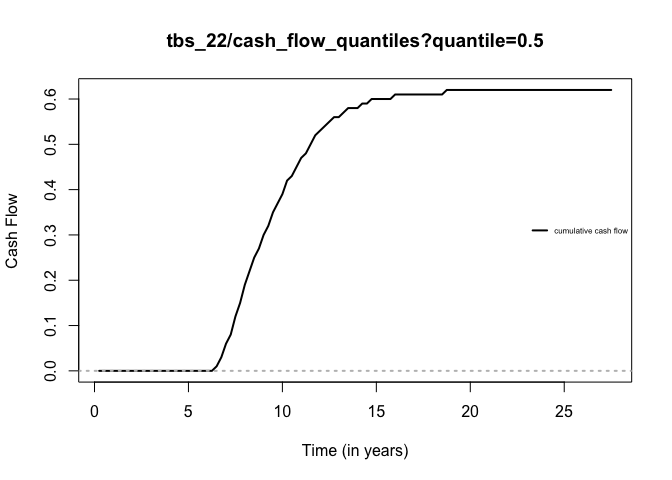 tbs_22/cash_flow_quantiles?quantile=0.5
Cash Flow
0.6
0.5
0.4
0.3
0.2
0.1
0.0
cumulative cash flow
0 5 10 15 20 25
Time (in years)